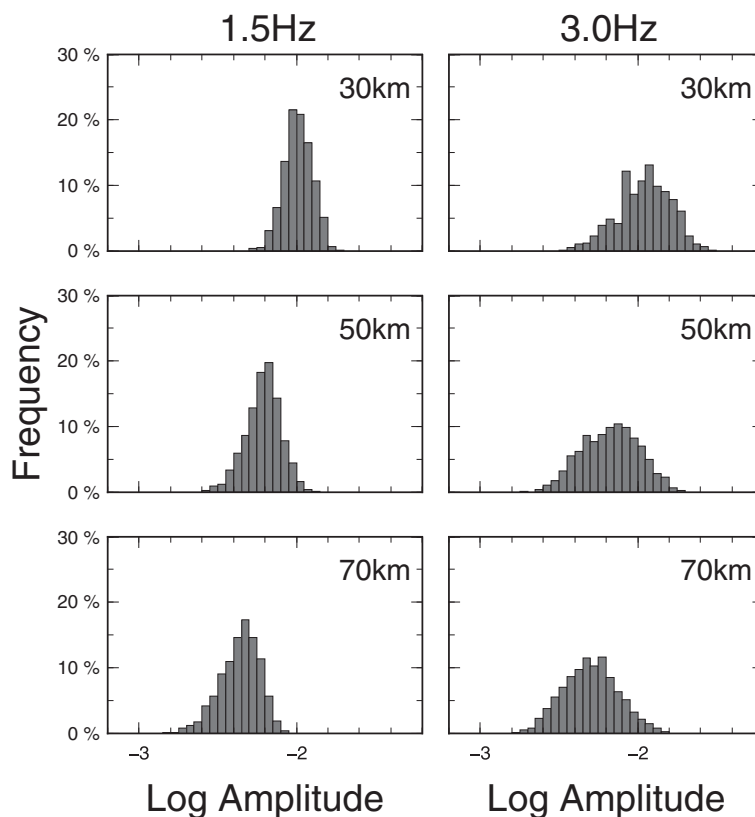 1.5Hz 3.0Hz
30 % 30km 30km
20 %
10 %
0 %
30 % 50km 50km
20 %
10 %
0 %
30 % 70km 70km
20 %
10 %
0 %
Frequency
−3 −2 −3 −2
Log Amplitude Log Amplitude